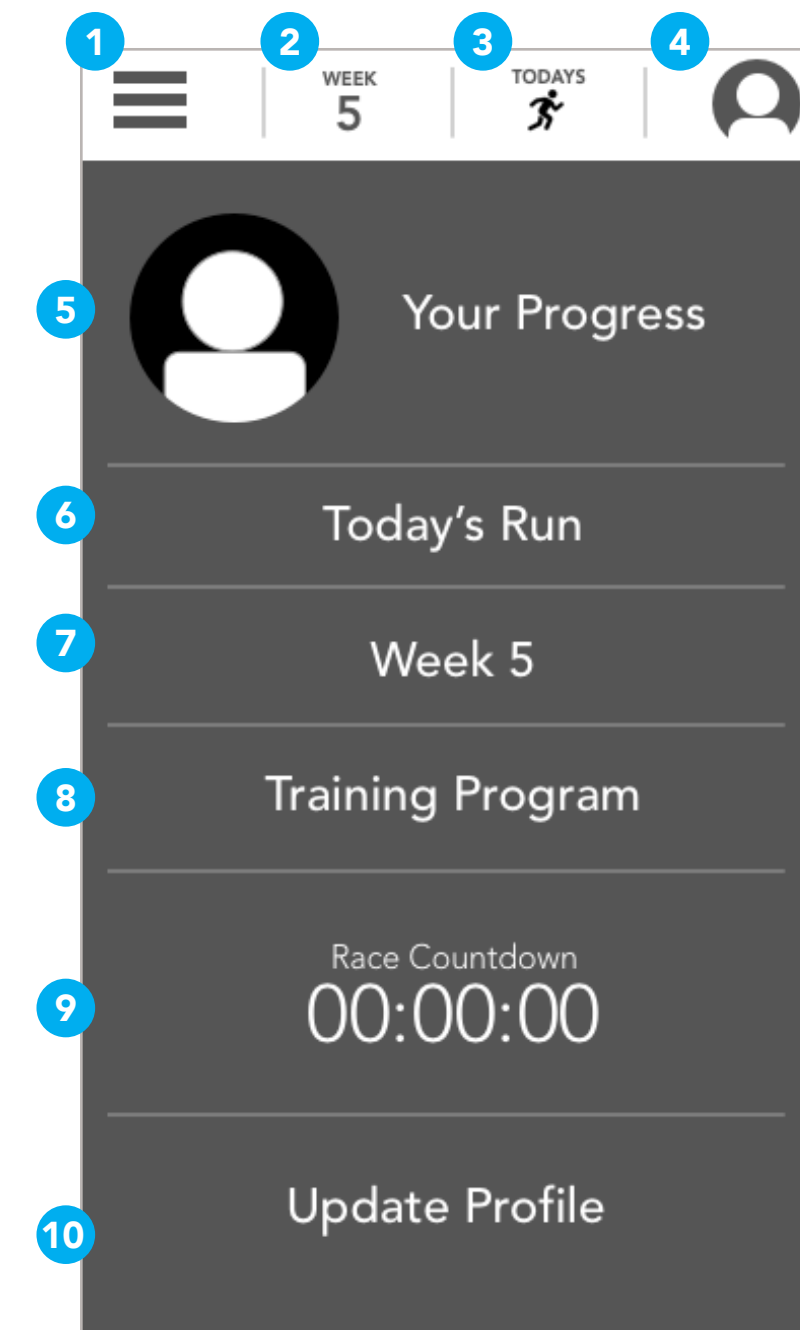 1 2 3 4
WEEK TODAYS
5
5 Your Progress
6 Today’s Run
7 Week 5
8 Training Program
Race Countdown
9 00:00:00
10 Update Profile